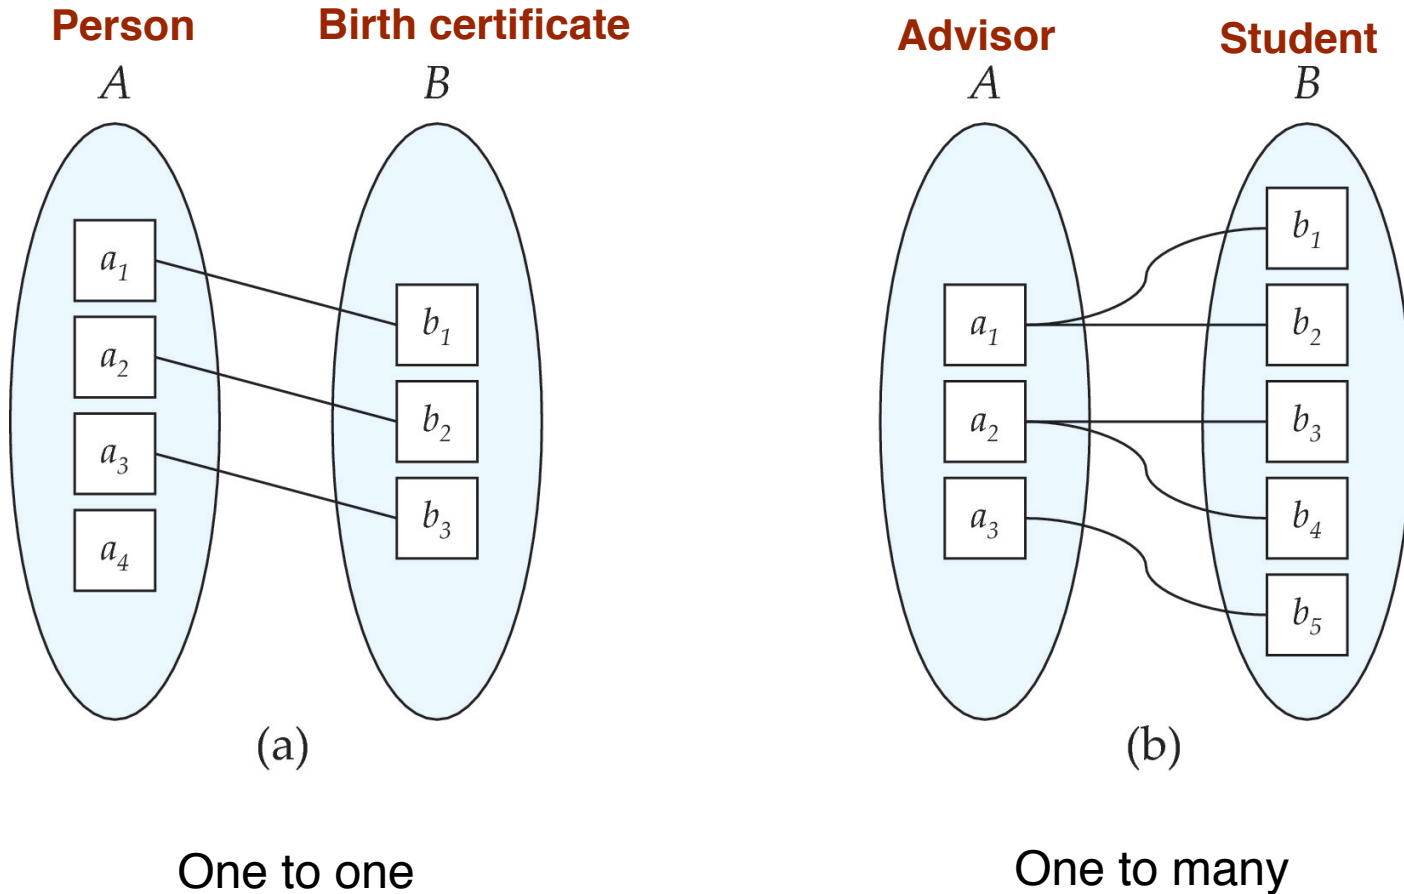 Person
Birth certificate
A
B
a1
a2
a3
a4
b1
b2
b3
(a)
One to one
Advisor
Student
A
B
a1
a2
a3
b1
b2
b3
b4
b5
(b)
One to many